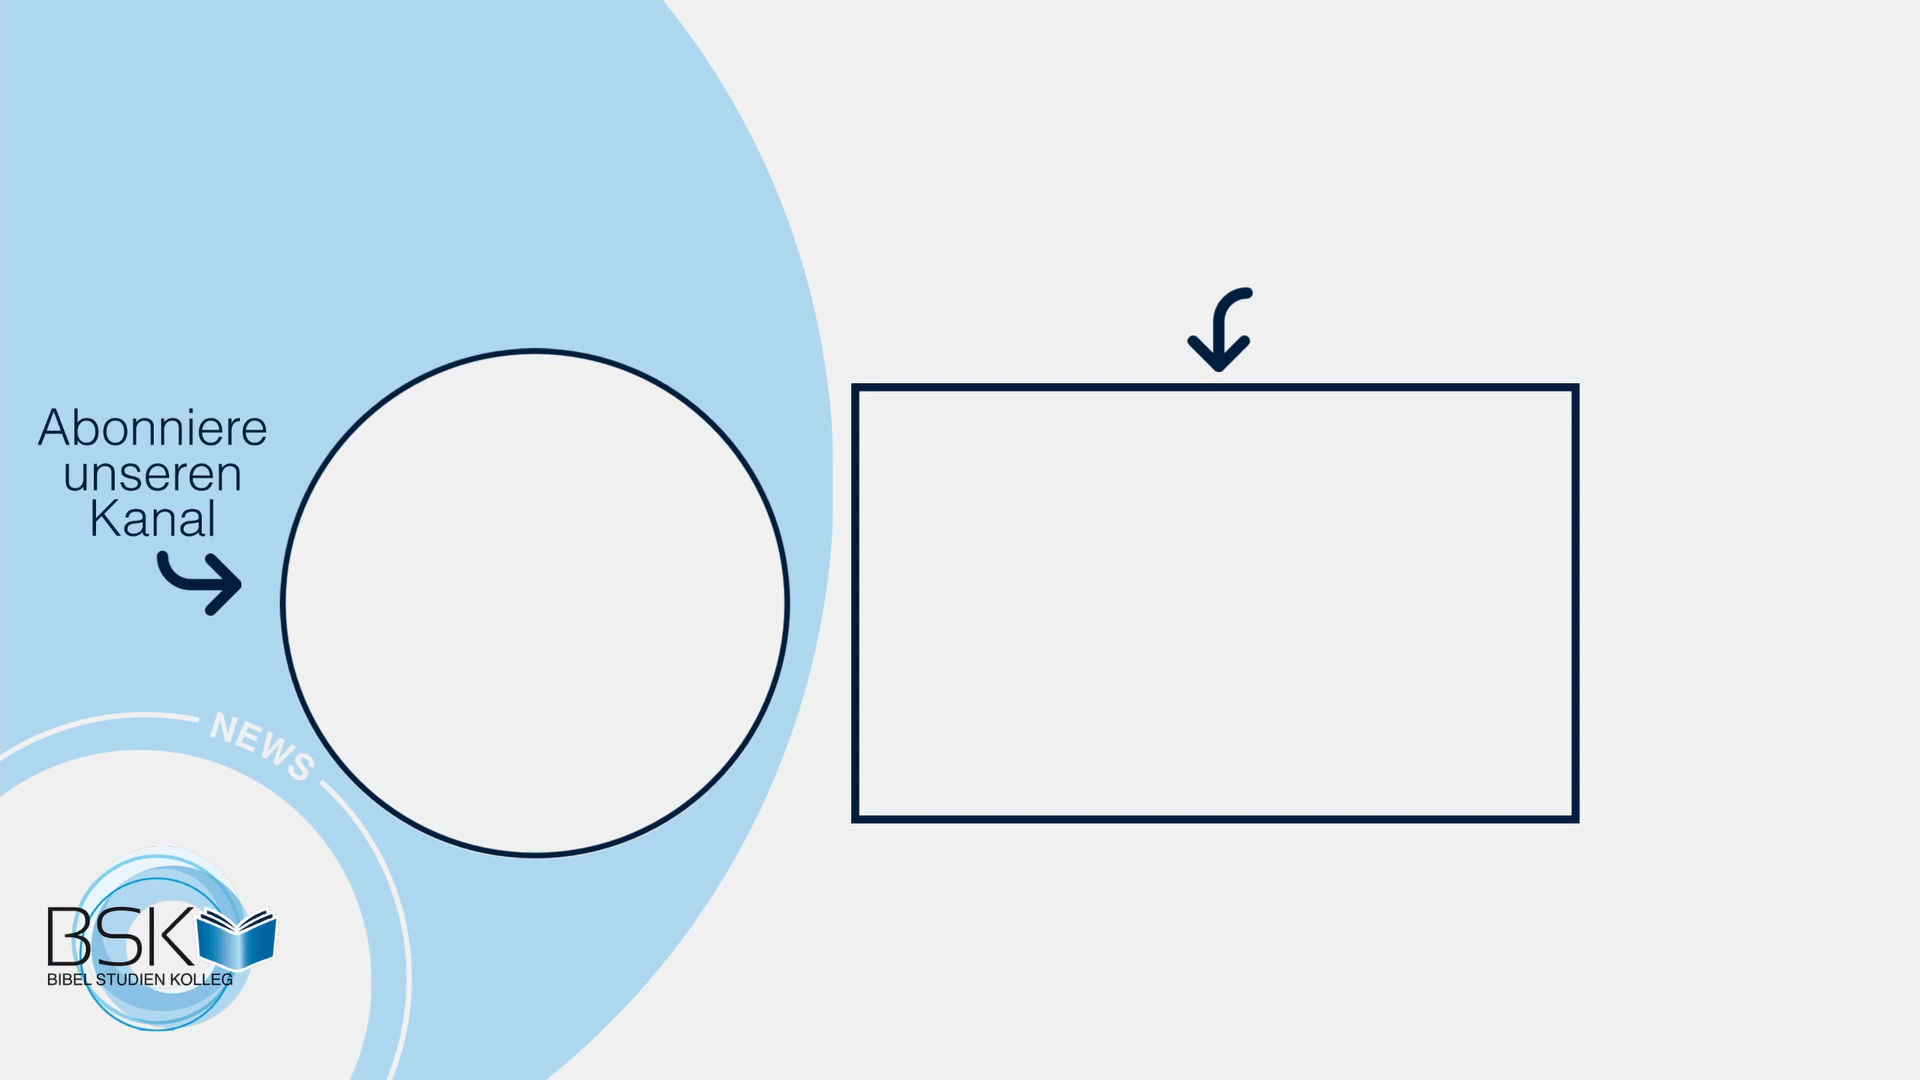 Abonniere
unseren
Kanal
NEWS
BSK
BIBEL STUDIEN KOLLEG